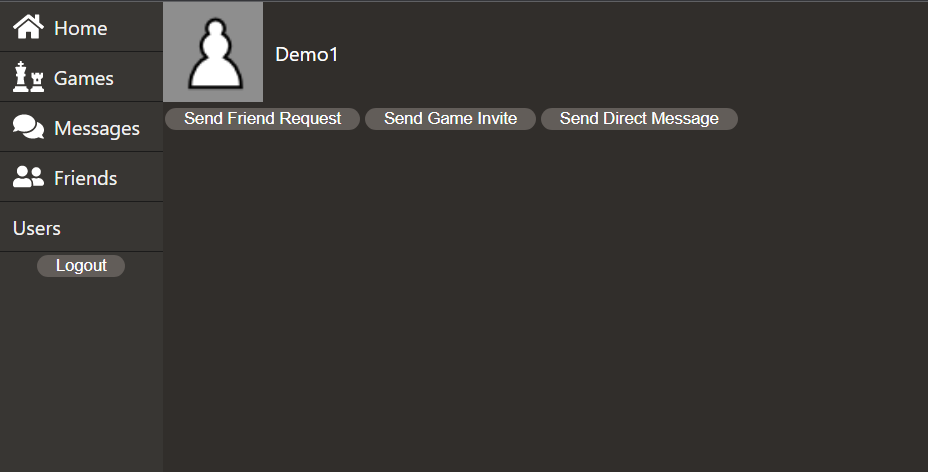 Home
Games
Messages
Friends
Users
Logout
Demo1
Send Friend Request
Send Game Invite
Send Direct Message